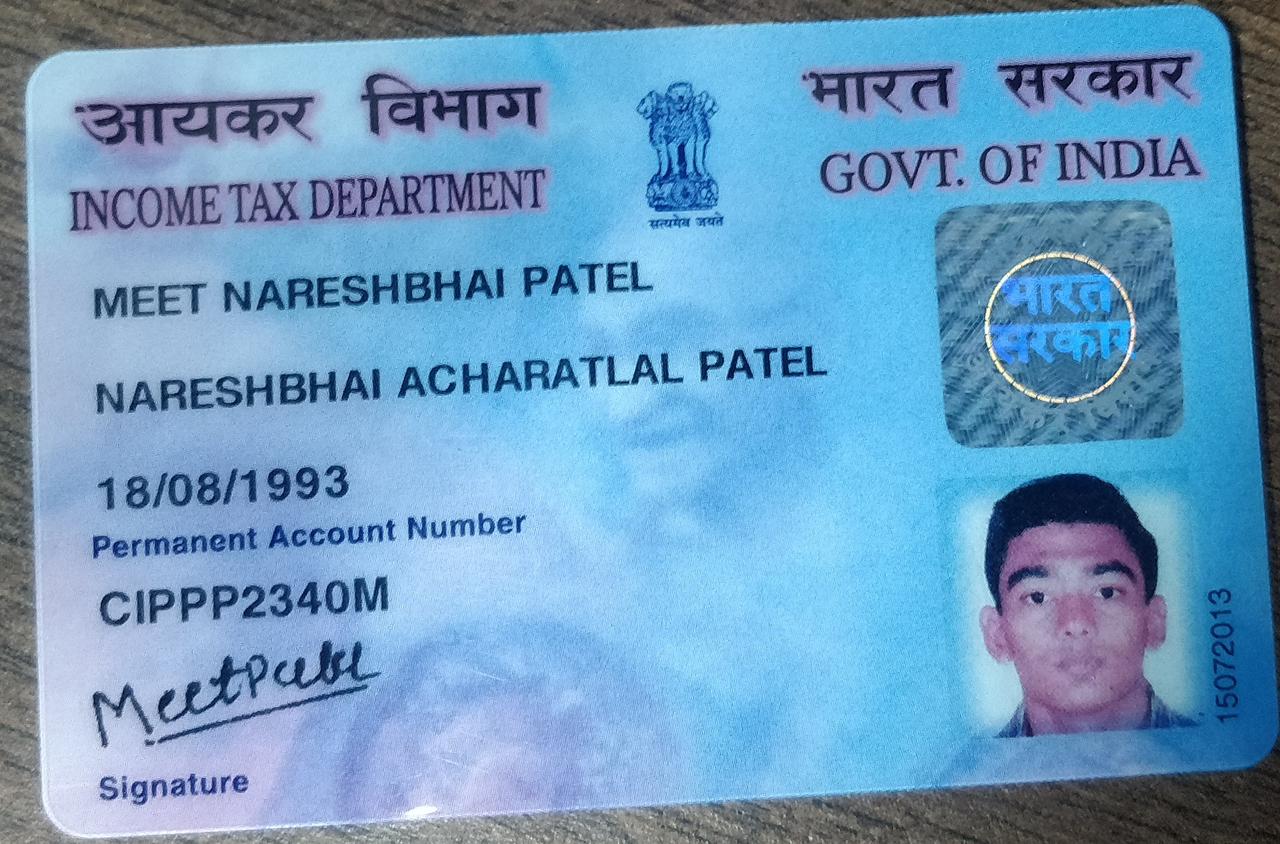 आयकर विभाग
भारत सरकार
INCOME TAX DEPARTMENT
GOVT. OF INDIA
सत्यमेव जयते
MEET NARESHBHAI PATEL
भारत
सरकार
NARESHBHAI ACHARATLAL PATEL
18/08/1993
Permanent Account Number
CIPPP2340M
MeetPatel
Signature
15072013